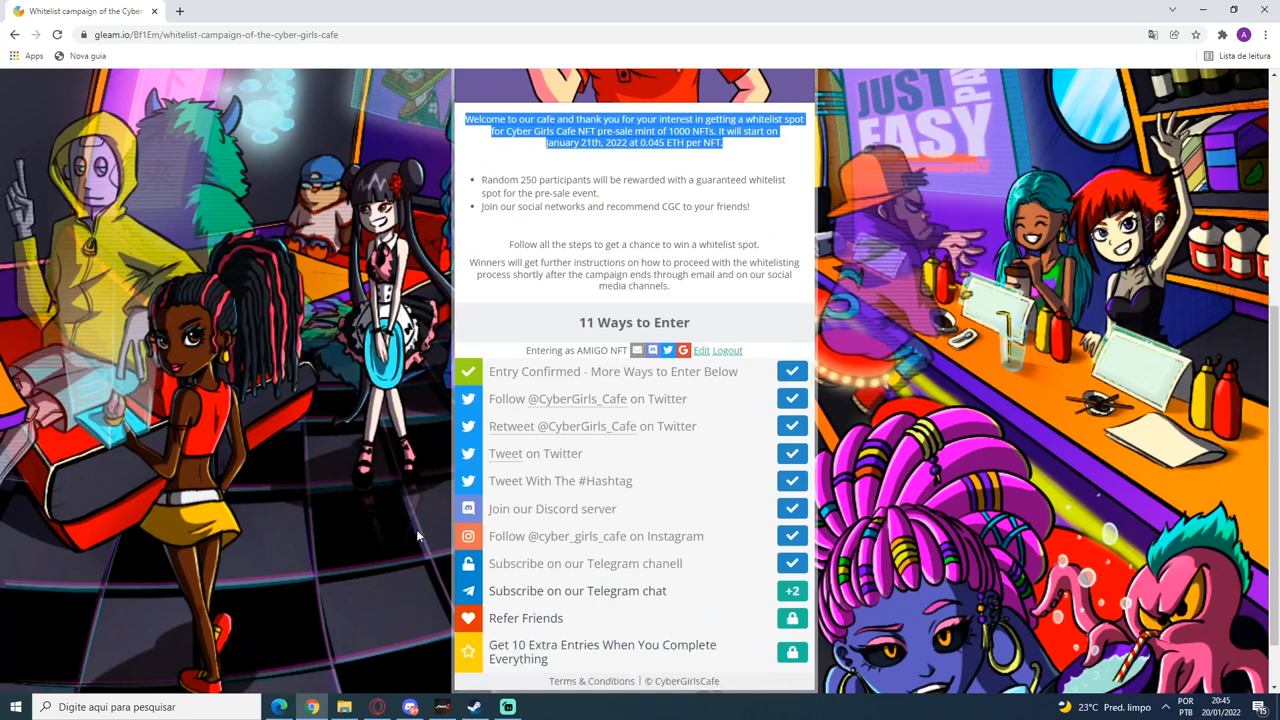 Whitelist campaign of the Cyber
gleam.io/Bf1Em/whitelist-campaign-of-the-cyber-girls-cafe
A
Apps
Nova guia
Lista de leitura
JUST
EASY
PAY
Welcome to our cafe and thank you for your interest in getting a whitelist spot
for Cyber Girls Cafe NFT pre-sale mint of 1000 NFTs. It will start on
January 21th, 2022 at 0,045 ETH per NFT.
• Random 250 participants will be rewarded with a guaranteed whitelist
spot for the pre-sale event.
• Join our social networks and recommend CGC to your friends!
Follow all the steps to get a chance to win a whitelist spot.
Winners will get further instructions on how to proceed with the whitelisting
process shortly after the campaign ends through email and on our social
media channels.
11 Ways to Enter
Entering as AMIGO NFT Edit Logout
Entry Confirmed - More Ways to Enter Below
Follow @CyberGirls_Cafe on Twitter
Retweet @CyberGirls_Cafe on Twitter
Tweet on Twitter
Tweet With The #Hashtag
Join our Discord server
Follow @cyber_girls_cafe on Instagram
Subscribe on our Telegram chanell
Subscribe on our Telegram chat +2
Refer Friends
Get 10 Extra Entries When You Complete
Everything
Terms & Conditions | © CyberGirlsCafe
Digite aqui para pesquisar
23°C Pred. limpo
POR
PTB
20:45
20/01/2022
15